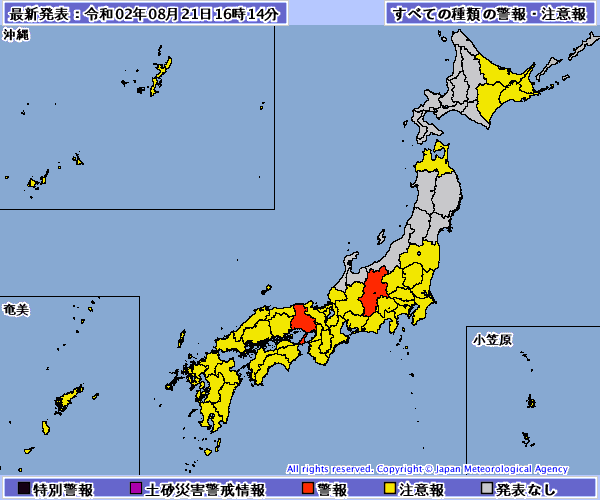 最新発表：令和02年08月21日16時14分
すべての種類の警報・注意報
沖縄
奄美
小笠原
All rights reserved. Copyright © Japan Meteorological Agency
特別警報
土砂災害警戒情報
警報
注意報
発表なし